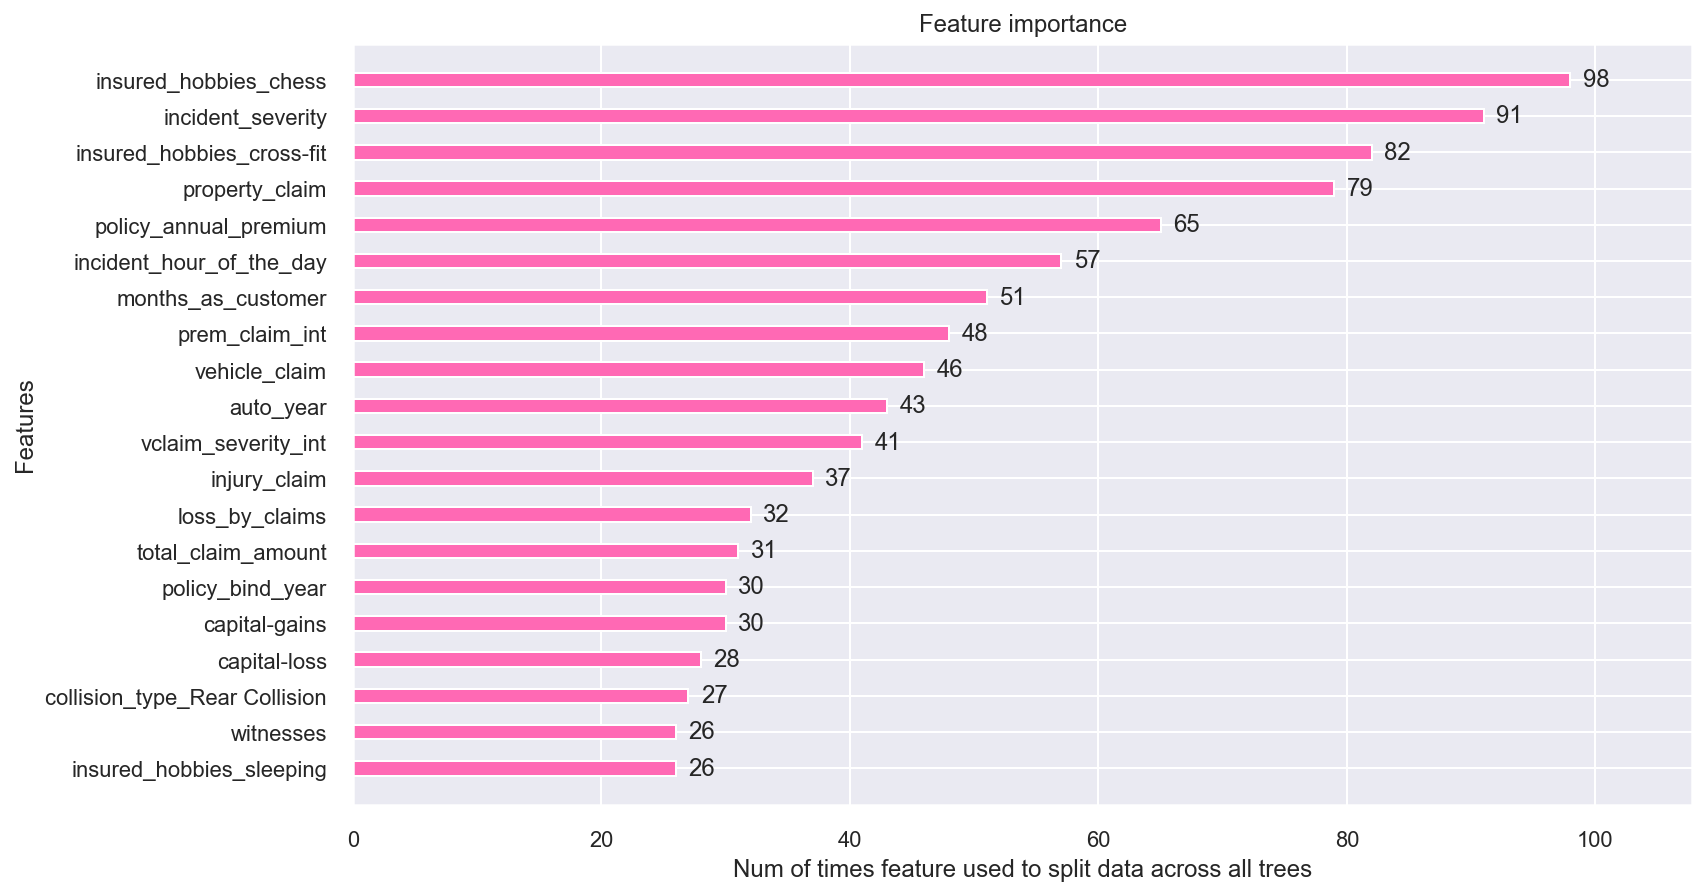 Feature importance
insured_hobbies_chess 98
incident_severity 91
insured_hobbies_cross-fit 82
property_claim 79
policy_annual_premium 65
incident_hour_of_the_day 57
months_as_customer 51
prem_claim_int 48
vehicle_claim 46
auto_year 43
vclaim_severity_int 41
injury_claim 37
loss_by_claims 32
total_claim_amount 31
policy_bind_year 30
capital-gains 30
capital-loss 28
collision_type_Rear Collision 27
witnesses 26
insured_hobbies_sleeping 26
Features
0 20 40 60 80 100
Num of times feature used to split data across all trees